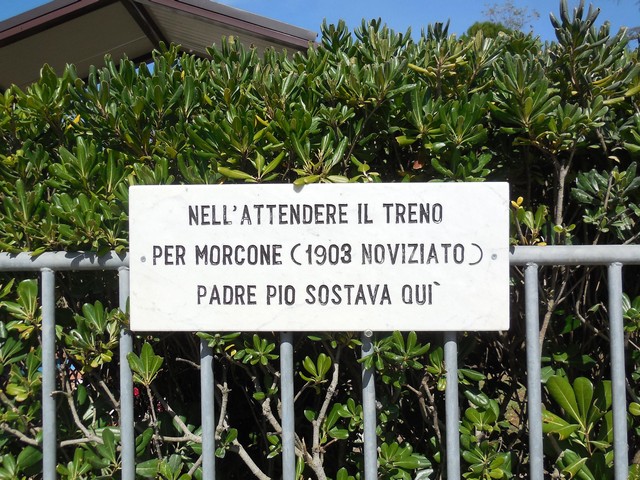 NELL'ATTENDERE IL TRENO
PER MORCONE (1903 NOVIZIATO)
PADRE PIO SOSTAVA QUI`